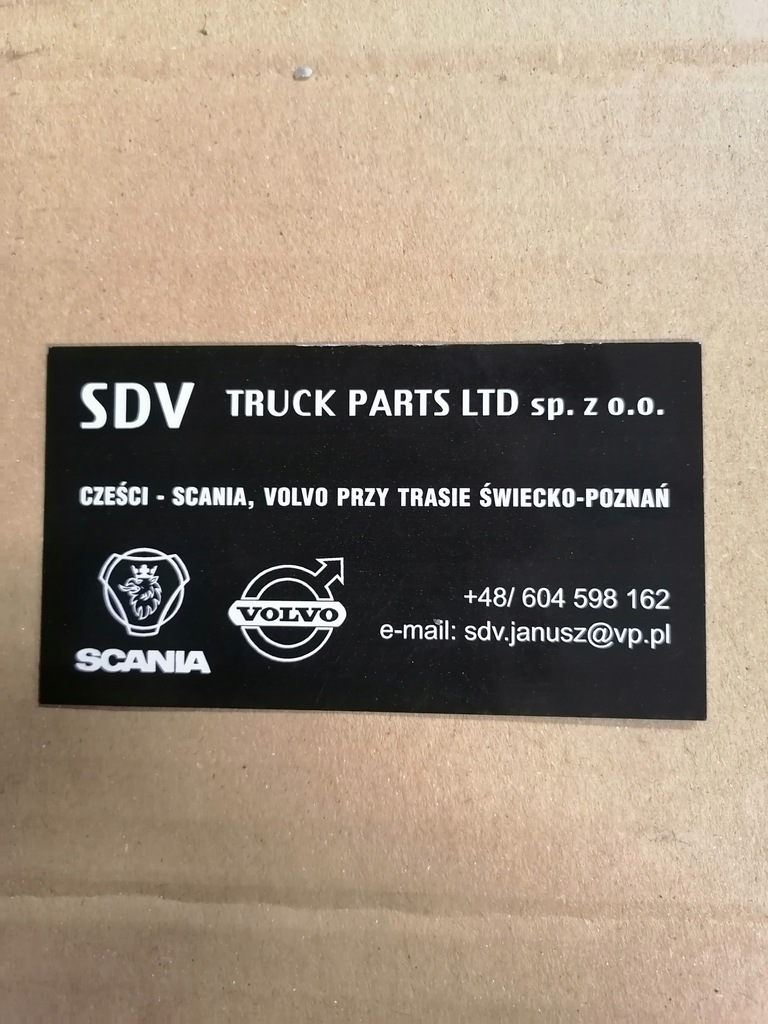 SDV TRUCK PARTS LTD sp. z o.o.
CZEŚCI - SCANIA, VOLVO PRZY TRASIE ŚWIECKO-POZNAŃ
+48/ 604 598 162
e-mail: sdv.janusz@vp.pl
VOLVO
SCANIA